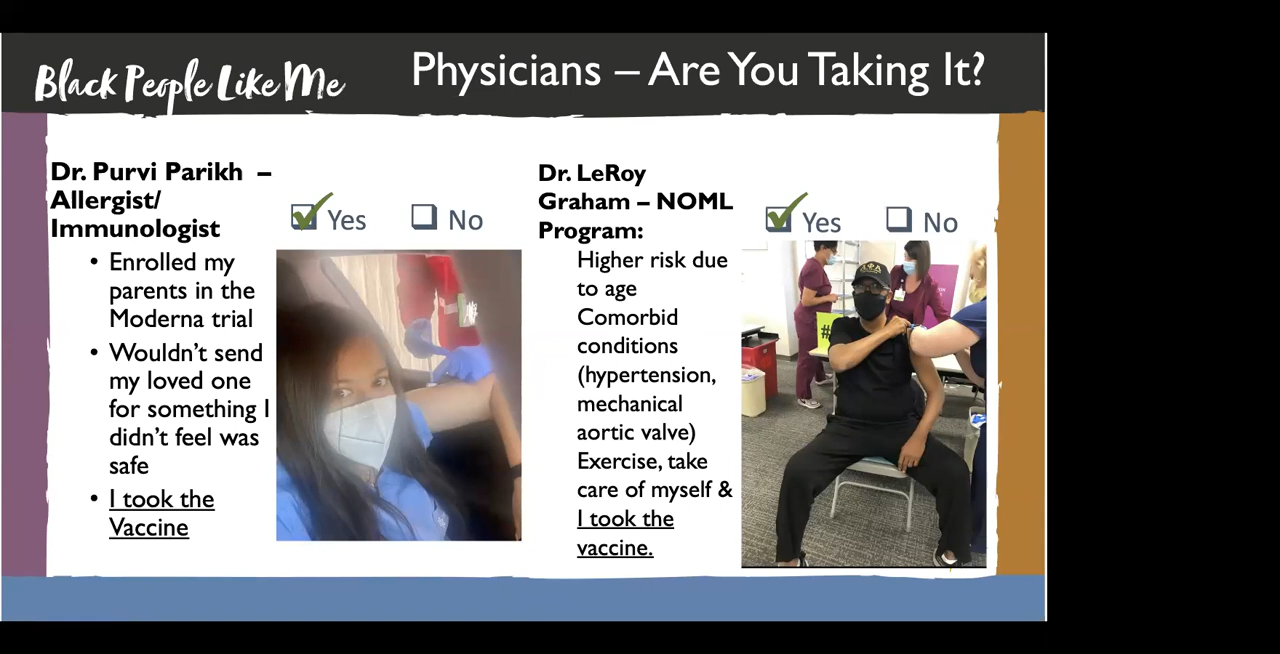 Black People Like Me
Physicians – Are You Taking It?
Dr. Purvi Parikh –
Allergist/
Immunologist
Yes
No
• Enrolled my
parents in the
Moderna trial
• Wouldn’t send
my loved one
for something I
didn’t feel was
safe
• I took the
Vaccine
Dr. LeRoy
Graham – NOML
Program:
Yes
No
Higher risk due
to age
Comorbid
conditions
(hypertension,
mechanical
aortic valve)
Exercise, take
care of myself &
I took the
vaccine.